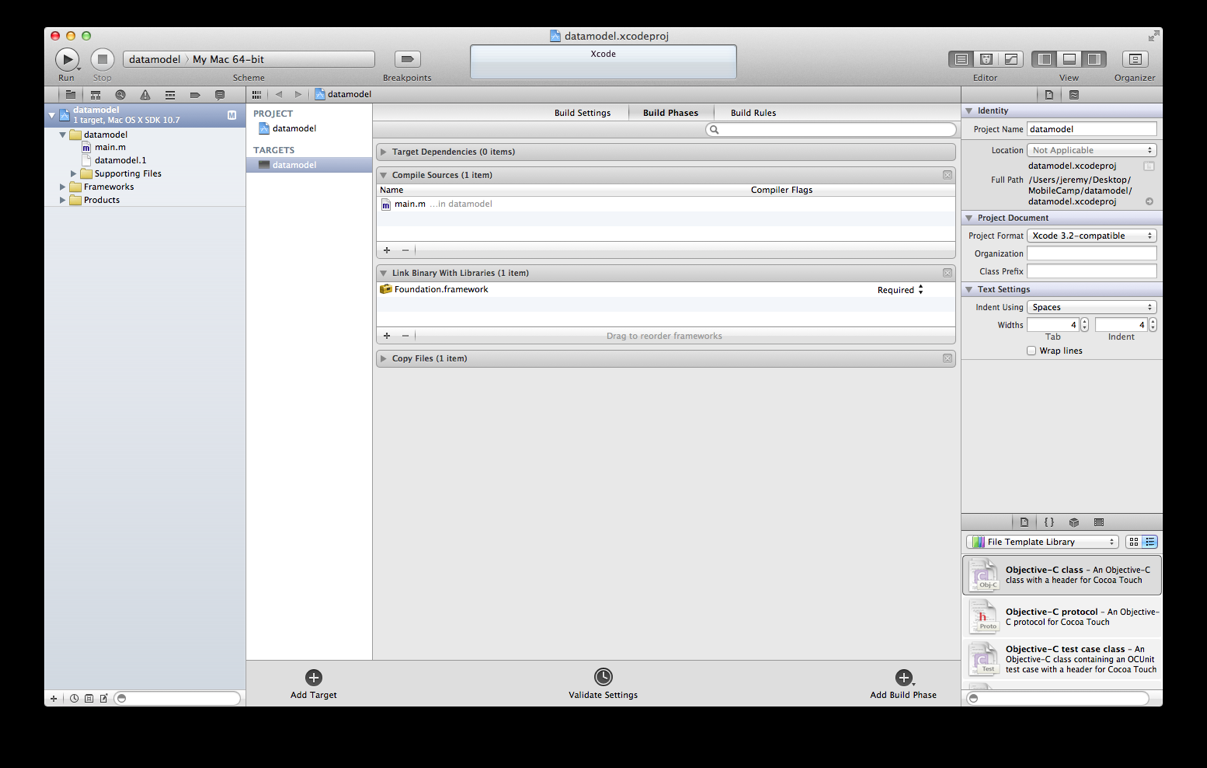 datamodel.xcodeproj
datamodel 〉 My Mac 64-bit
Xcode
Run
Stop
Scheme
Breakpoints
Editor
View
Organizer
datamodel
1 target, Mac OS X SDK 10.7
M
datamodel
main.m
datamodel.1
Supporting Files
Frameworks
Products
datamodel
PROJECT
datamodel
TARGETS
datamodel
Build Settings
Build Phases
Build Rules
Target Dependencies (0 items)
Compile Sources (1 item)
Name
Compiler Flags
main.m ...in datamodel
Link Binary With Libraries (1 item)
Foundation.framework
Required
Drag to reorder frameworks
Copy Files (1 item)
Add Target
Validate Settings
Add Build Phase
Identity
Project Name datamodel
Location Not Applicable
datamodel.xcodeproj
Full Path /Users/jeremy/Desktop/
MobileCamp/datamodel/
datamodel.xcodeproj
Project Document
Project Format Xcode 3.2-compatible
Organization
Class Prefix
Text Settings
Indent Using Spaces
Widths 4 4
Tab Indent
Wrap lines
File Template Library
Obj-C
Objective-C class – An Objective-C
class with a header for Cocoa Touch
h
Proto
Objective-C protocol – An Objective-
C protocol for Cocoa Touch
Test
Objective-C test case class – An
Objective-C class containing an OCUnit
test case with a header for Cocoa Touch